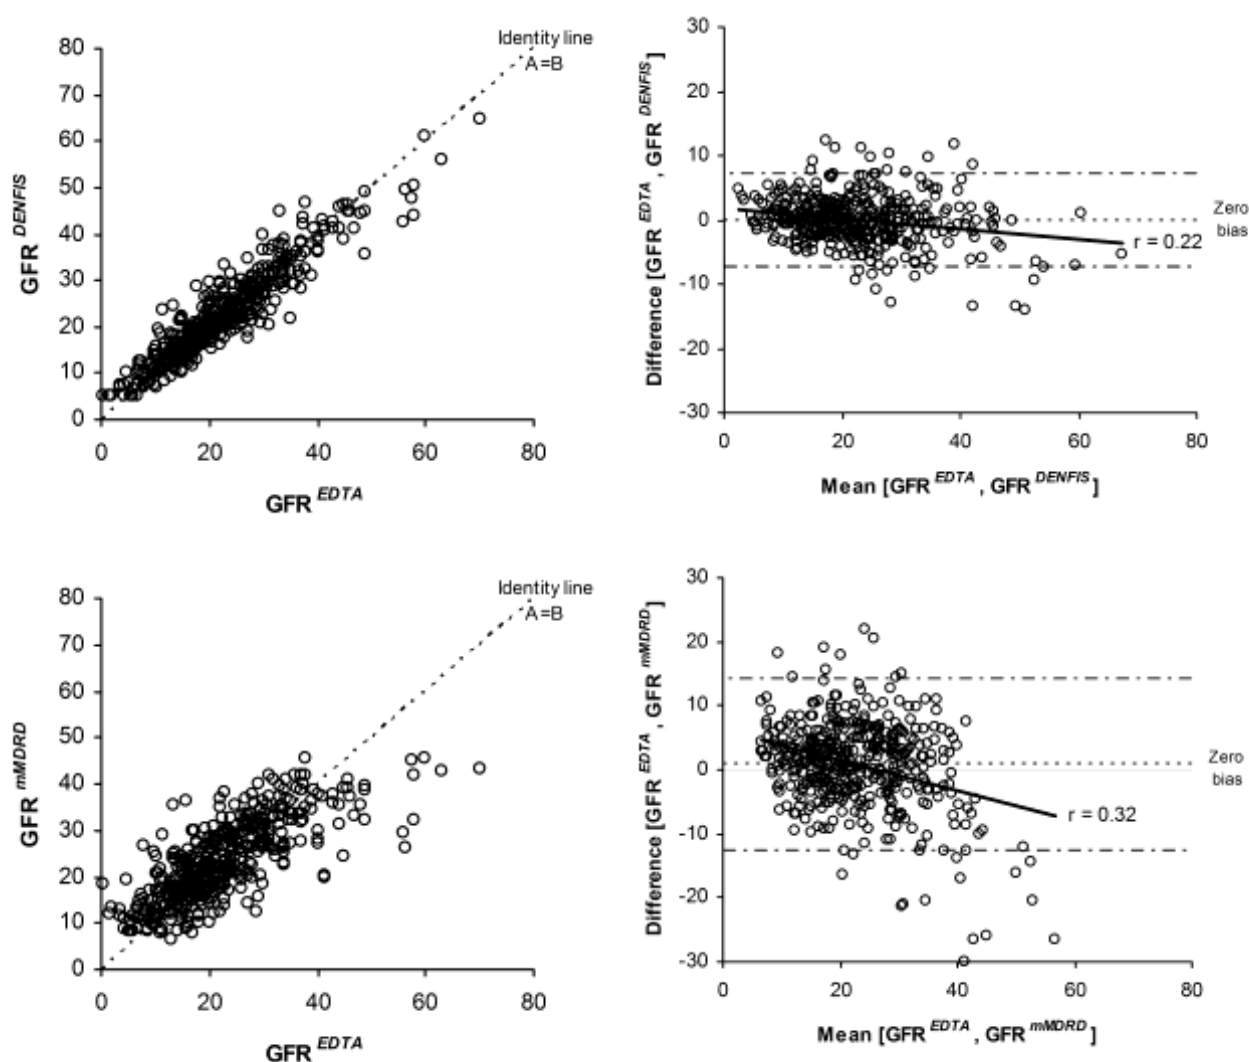 Identity line
A=B
80
70
60
50
40
30
20
10
0
0 20 40 60 80
GFR DENFIS
GFR EDTA
30
20
10
0
-10
-20
-30
0 20 40 60 80
Difference [GFR EDTA , GFR DENFIS ]
Zero
bias
r = 0.22
Mean [GFR EDTA , GFR DENFIS ]
Identity line
A=B
80
70
60
50
40
30
20
10
0
0 20 40 60 80
GFR mMDRD
GFR EDTA
30
20
10
0
-10
-20
-30
0 20 40 60 80
Difference [GFR EDTA , GFR mMDRD ]
Zero
bias
r = 0.32
Mean [GFR EDTA , GFR mMDRD ]